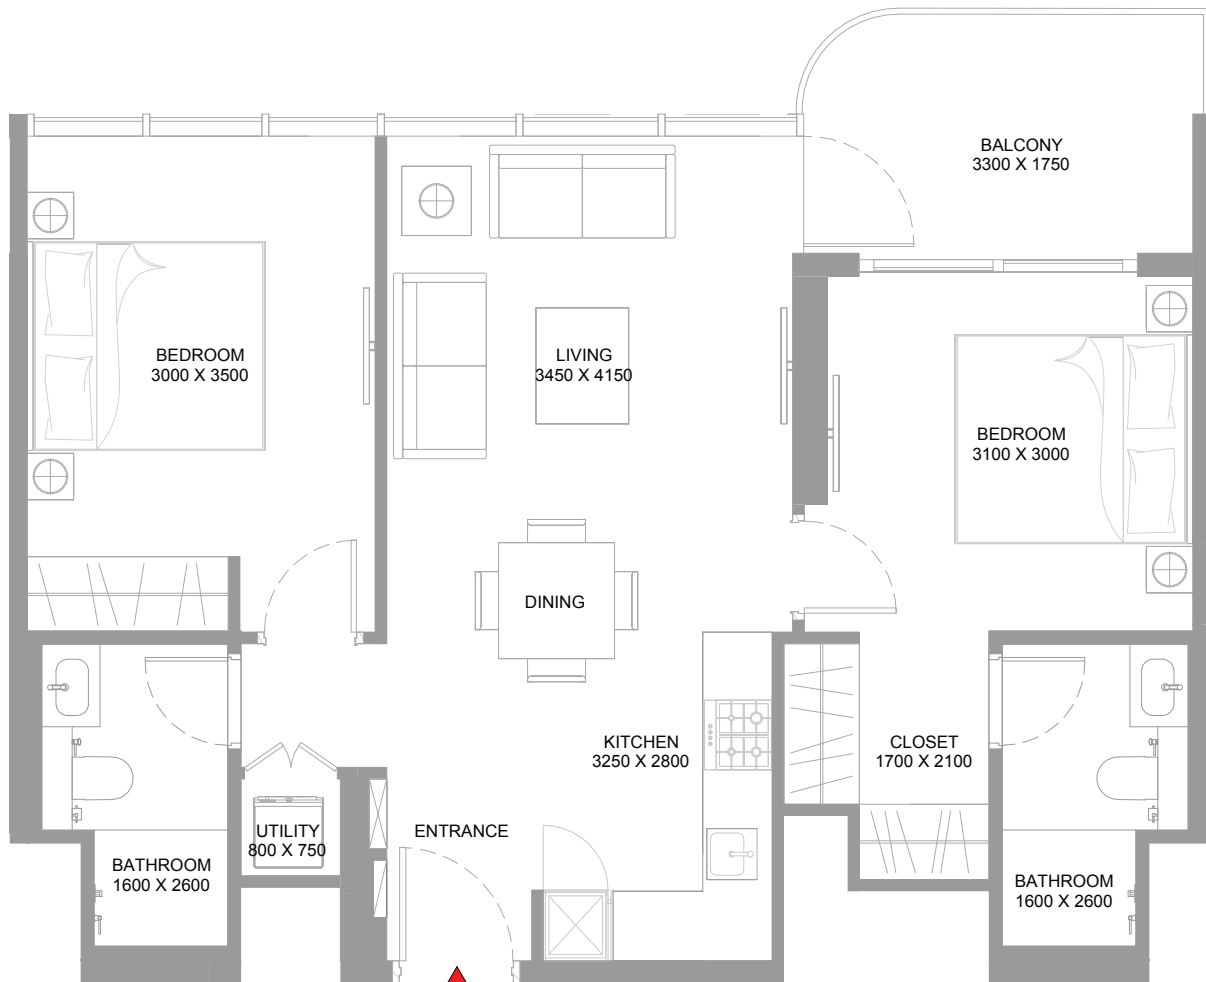 BALCONY
3300 X 1750
BEDROOM
3000 X 3500
LIVING
3450 X 4150
BEDROOM
3100 X 3000
DINING
KITCHEN
3250 X 2800
CLOSET
1700 X 2100
ENTRANCE
UTILITY
800 X 750
BATHROOM
1600 X 2600
BATHROOM
1600 X 2600